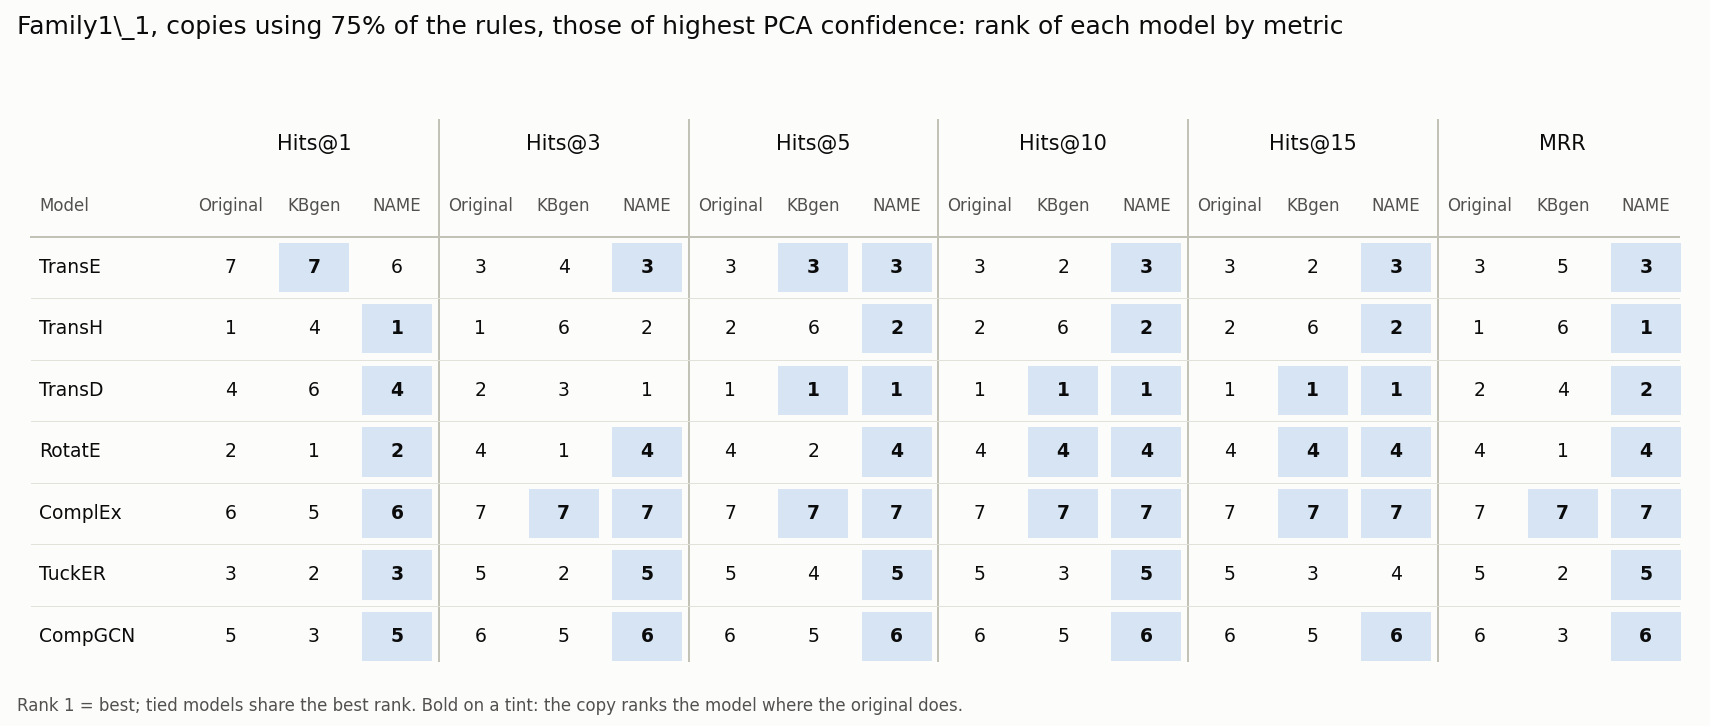 Family1\_1, copies using 75% of the rules, those of highest PCA confidence: rank of each model by metric
Hits@1 Hits@3 Hits@5 Hits@10 Hits@15 MRR
Model Original KBgen NAME Original KBgen NAME Original KBgen NAME Original KBgen NAME Original KBgen NAME Original KBgen NAME
TransE 7 7 6 3 4 3 3 3 3 3 2 3 3 2 3 3 5 3
TransH 1 4 1 1 6 2 2 6 2 2 6 2 2 6 2 1 6 1
TransD 4 6 4 2 3 1 1 1 1 1 1 1 1 1 1 2 4 2
RotatE 2 1 2 4 1 4 4 2 4 4 4 4 4 4 4 4 1 4
ComplEx 6 5 6 7 7 7 7 7 7 7 7 7 7 7 7 7 7 7
TuckER 3 2 3 5 2 5 5 4 5 5 3 5 5 3 4 5 2 5
CompGCN 5 3 5 6 5 6 6 5 6 6 5 6 6 5 6 6 3 6
Rank 1 = best; tied models share the best rank. Bold on a tint: the copy ranks the model where the original does.